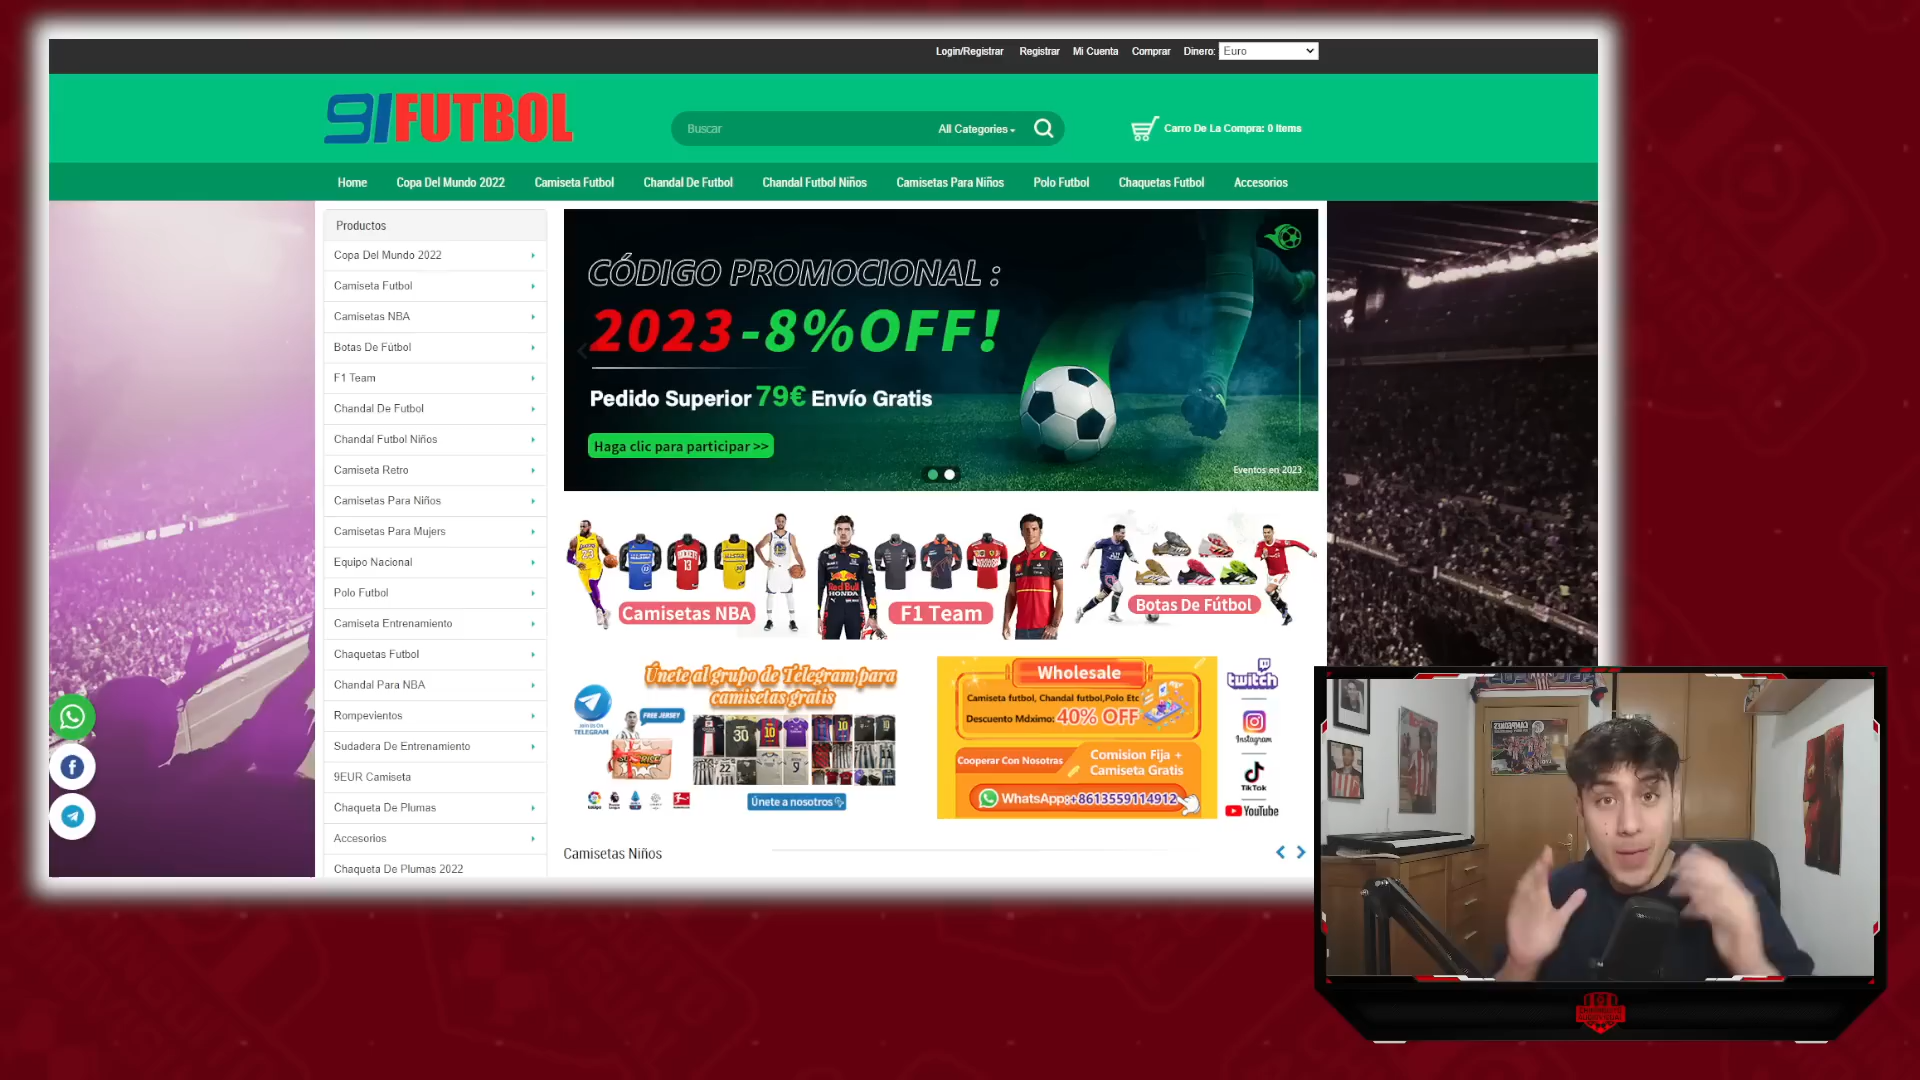 Login/Registrar Registrar Mi Cuenta Comprar Dinero: Euro
91FUTBOL
Buscar All Categories
Carro De La Compra: 0 Items
Home Copa Del Mundo 2022 Camiseta Futbol Chandal De Futbol Chandal Futbol Niños Camisetas Para Niños Polo Futbol Chaquetas Futbol Accesorios
Productos
Copa Del Mundo 2022
Camiseta Futbol
Camisetas NBA
Botas De Fútbol
F1 Team
Chandal De Futbol
Chandal Futbol Niños
Camiseta Retro
Camisetas Para Niños
Camisetas Para Mujers
Equipo Nacional
Polo Futbol
Camiseta Entrenamiento
Chaquetas Futbol
Chandal Para NBA
Rompevientos
Sudadera De Entrenamiento
9EUR Camiseta
Chaqueta De Plumas
Accesorios
Chaqueta De Plumas 2022
CÓDIGO PROMOCIONAL :
2023 -8%OFF!
Pedido Superior 79€ Envío Gratis
Haga clic para participar >>
Eventos en 2023
Camisetas NBA
F1 Team
Botas De Fútbol
Únete al grupo de Telegram para
camisetas gratis
TELEGRAM
FREE JERSEY
Únete a nosotros
Wholesale
Camiseta futbol, Chandal futbol,Polo Etc
Descuento Mdximo: 40% OFF
Cooperar Con Nosotras
Comision Fija +
Camiseta Gratis
WhatsApp:+8613559114912
twitch
Instagram
TikTok
YouTube
Camisetas Niños